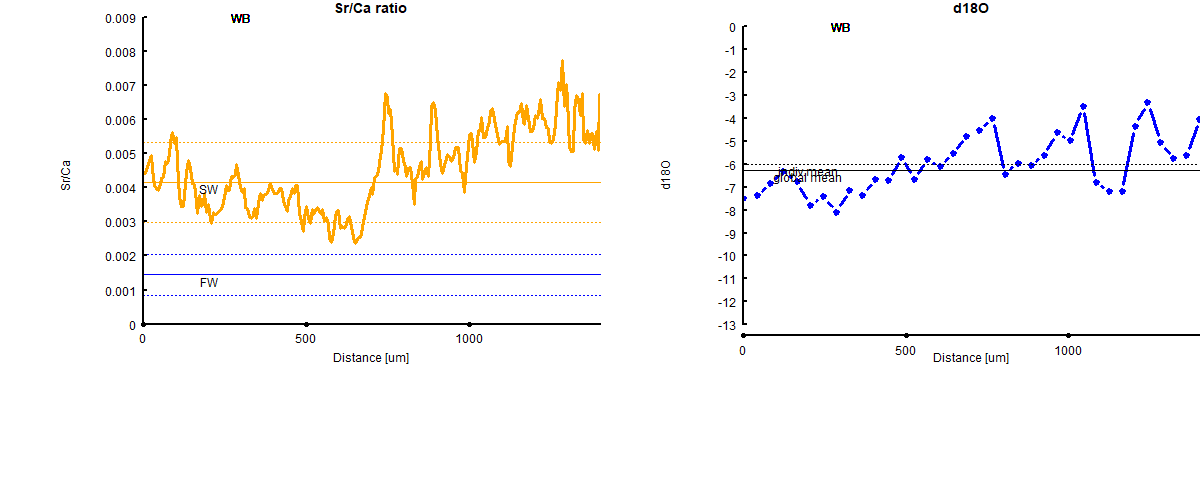 Sr/Ca ratio
WB
0.009
0.008
0.007
0.006
0.005
0.004
0.003
0.002
0.001
0
Sr/Ca
SW
FW
0
500
1000
Distance [um]
d18O
WB
0
-1
-2
-3
-4
-5
-6
-7
-8
-9
-10
-11
-12
-13
d18O
indiv.mean
global mean
0
500
1000
Distance [um]